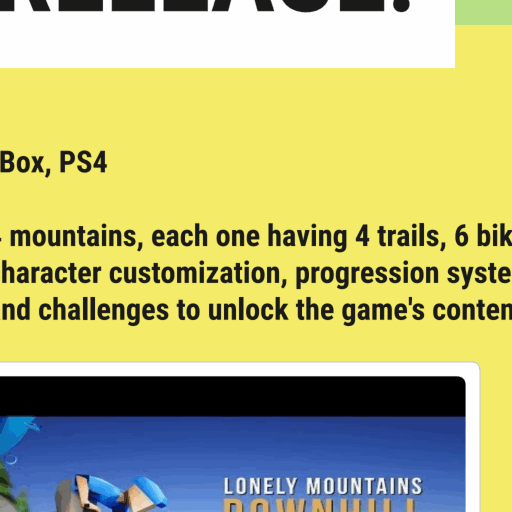 RELEASE!
Box, PS4
mountains, each one having 4 trails, 6 bik
haracter customization, progression syste
nd challenges to unlock the game's conten
LONELY MOUNTAINS
DOWNHILL